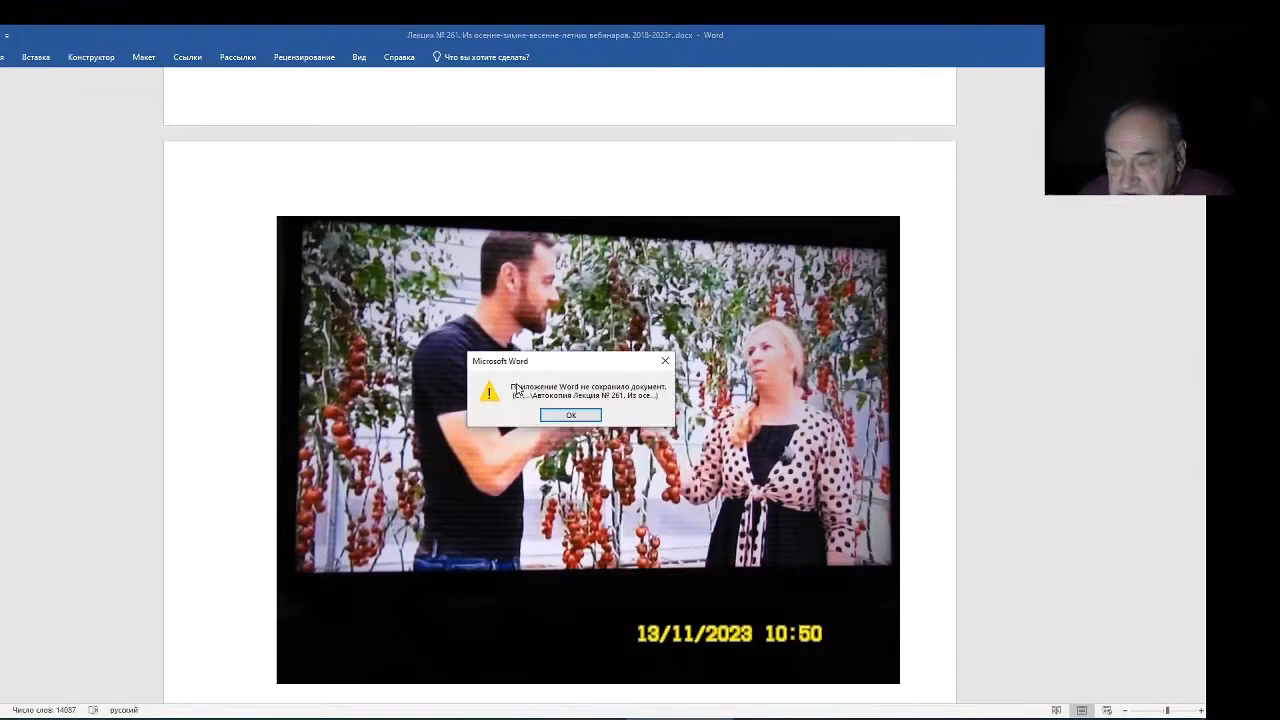 Лекция № 261. Из осенне-зимне-весенне-летних вебинаров. 2018-2023г..docx - Word
я Вставка Конструктор Макет Ссылки Рассылки Рецензирование Вид Справка Что вы хотите сделать?
Microsoft Word
Приложение Word не сохранило документ.
(C:\...\Автокопия Лекция № 261. Из осе...)
ОК
13/11/2023 10:50
Число слов: 14087 русский